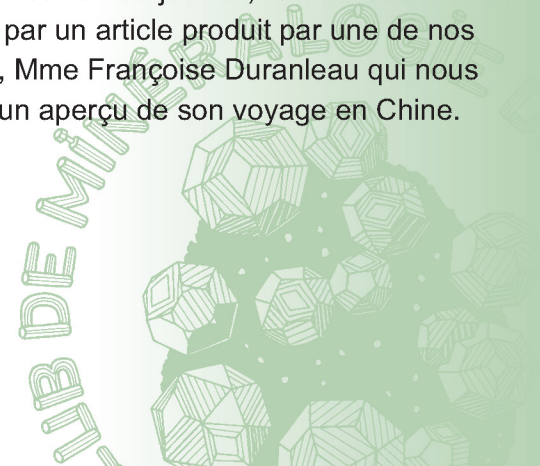 par un article produit par une de nos
, Mme Françoise Duranleau qui nous
un aperçu de son voyage en Chine.
UB DE MINÉRALOGIE